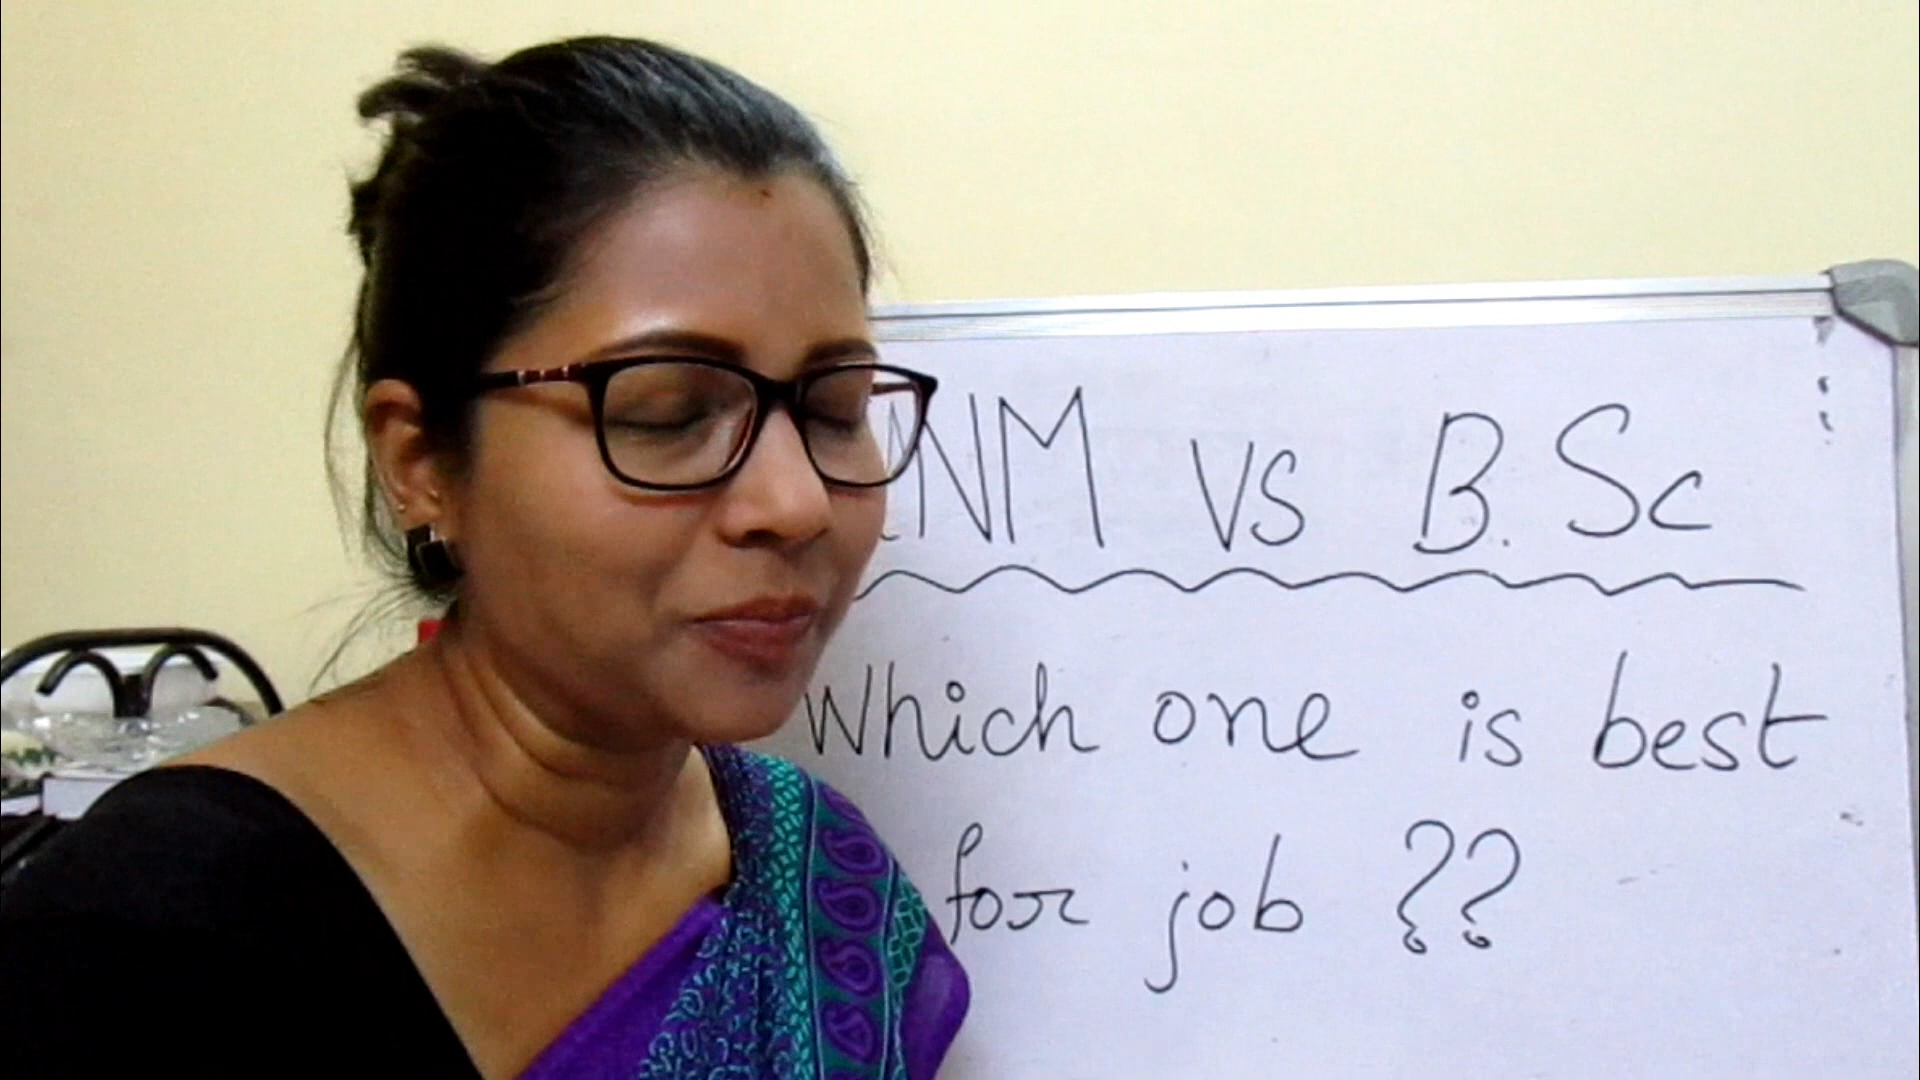 NM VS B.Sc
Which one is best
for job ??